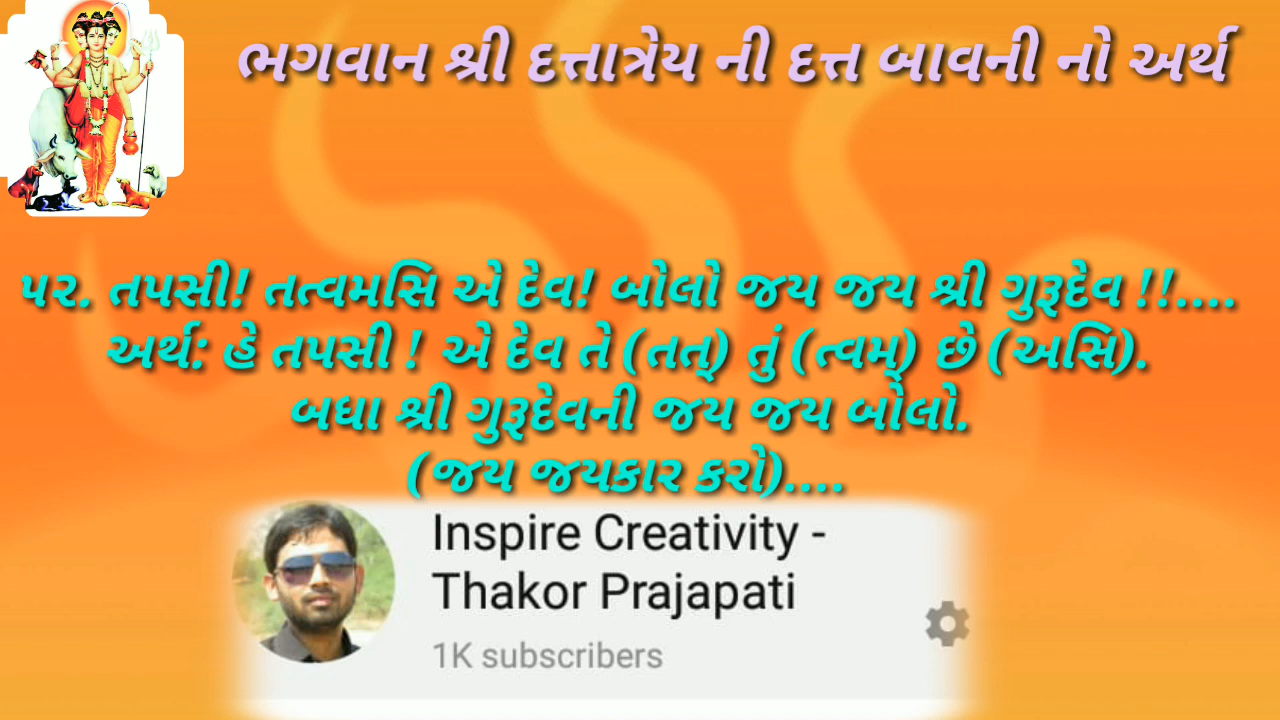 ભગવાન શ્રી દત્તાત્રેય ની દત્ત બાવની નો અર્થ
૫૨. તપસી! તત્વમસિ એ દેવ! બોલો જય જય શ્રી ગુરૂદેવ !!....
અર્થ: હે તપસી ! એ દેવ તે (તત્) તું (ત્વમ્) છે (અસિ).
બધા શ્રી ગુરૂદેવની જય જય બોલો.
(જય જયકાર કરો)....
Inspire Creativity -
Thakor Prajapati
1K subscribers